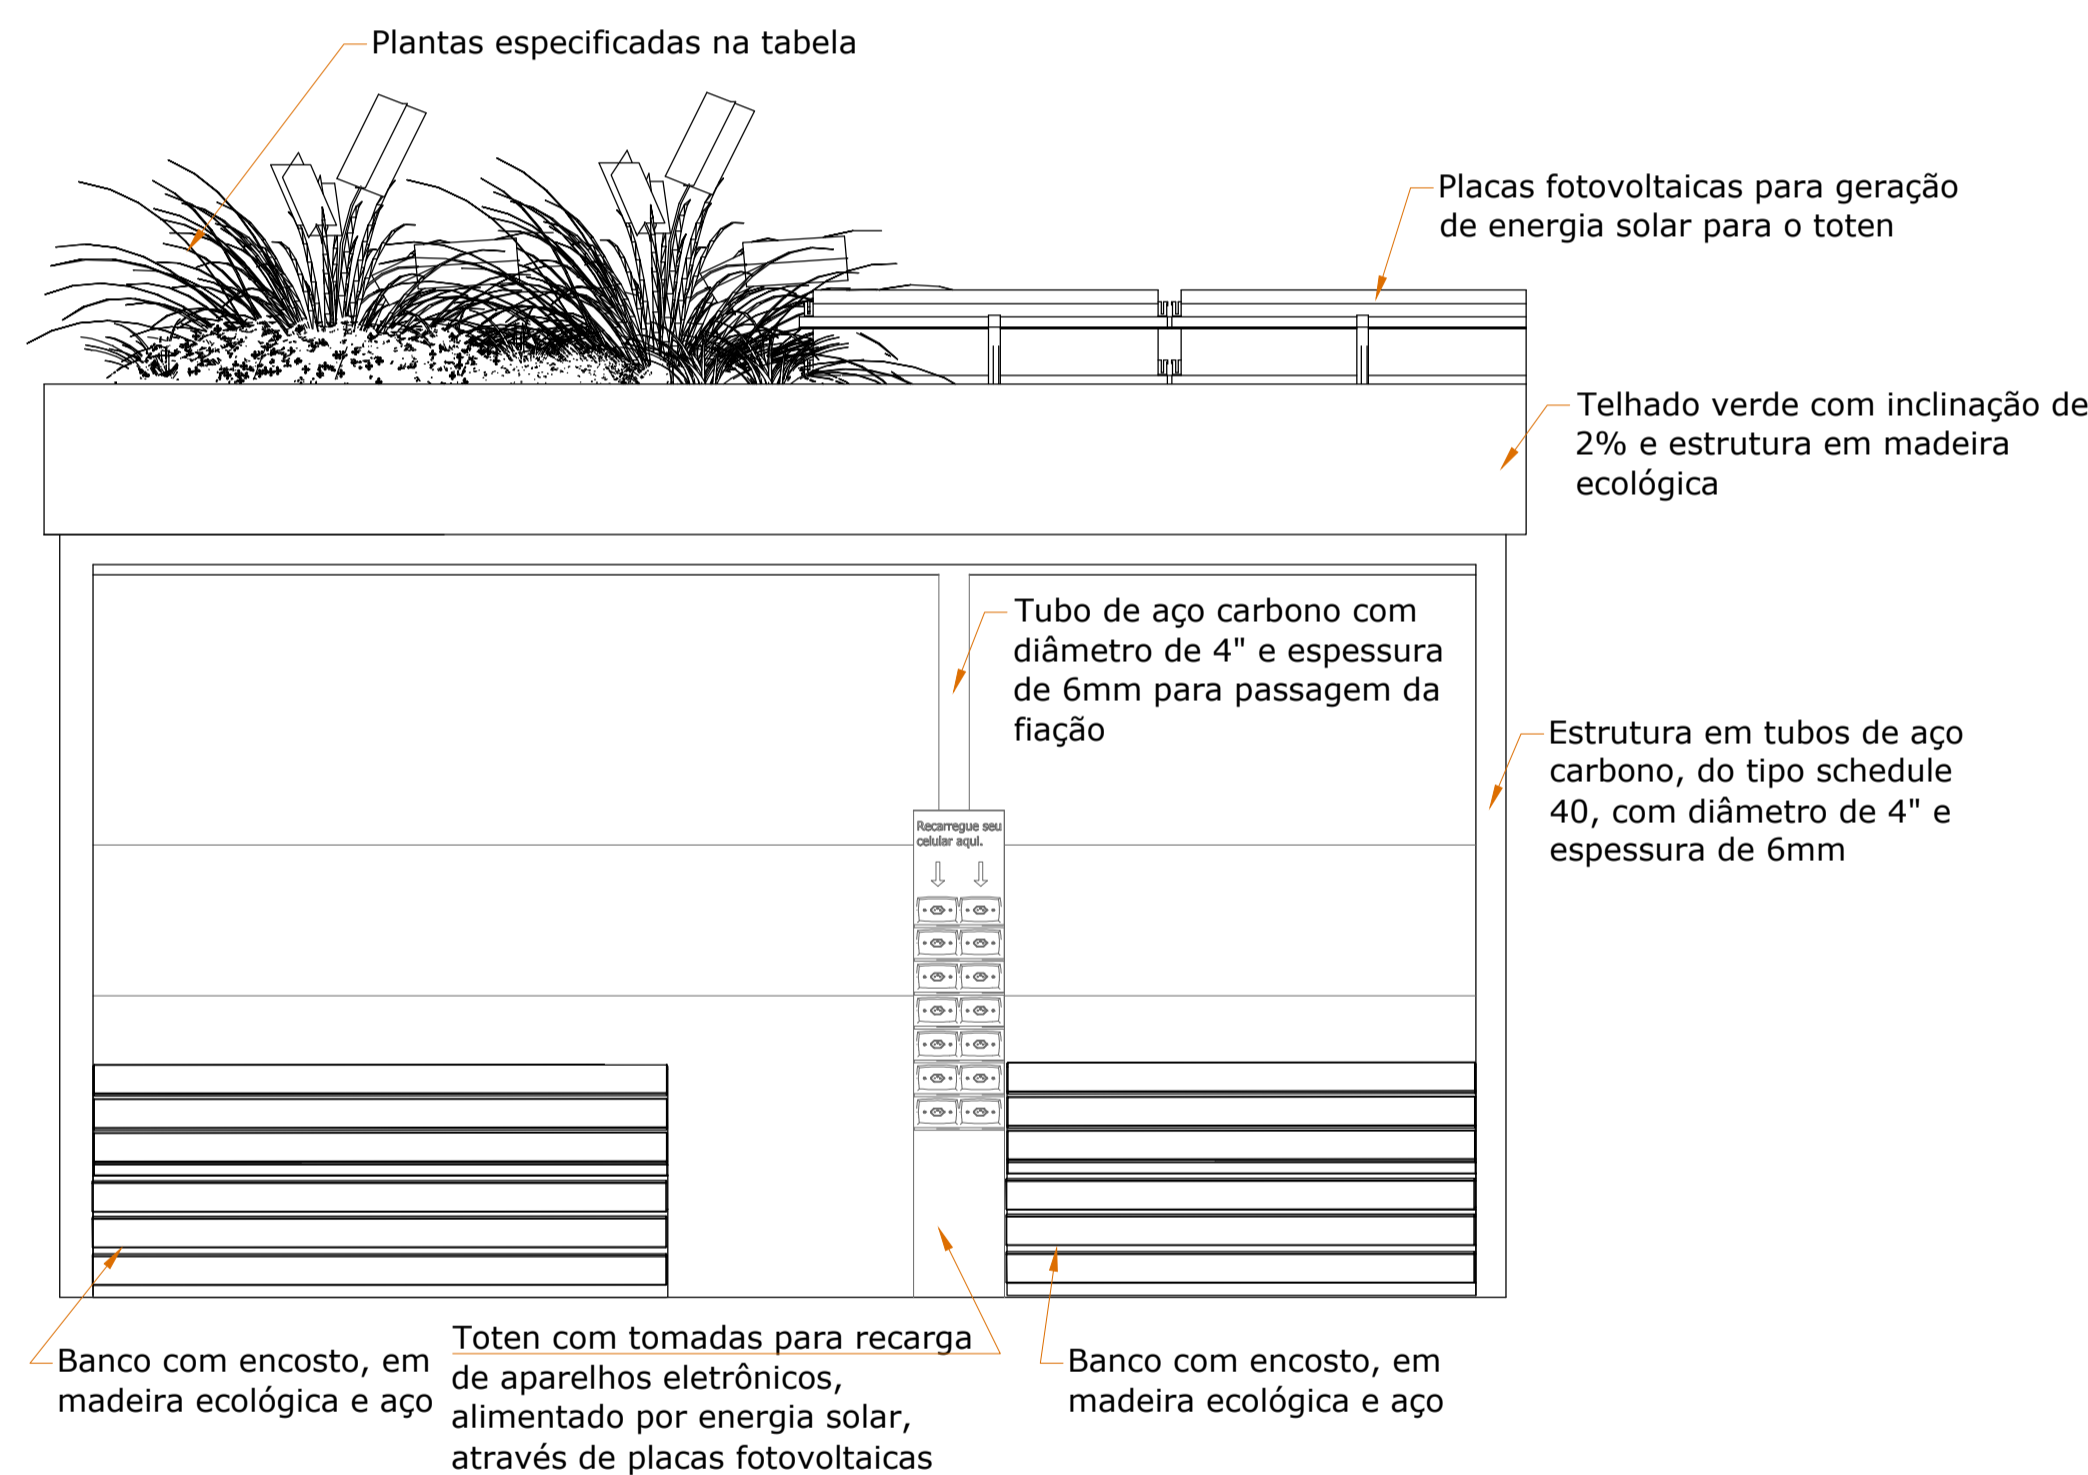 Plantas especificadas na tabela
Placas fotovoltaicas para geração
de energia solar para o toten
Telhado verde com inclinação de
2% e estrutura em madeira
ecológica
Tubo de aço carbono com
diâmetro de 4" e espessura
de 6mm para passagem da
fiação
Estrutura em tubos de aço
carbono, do tipo schedule
40, com diâmetro de 4" e
espessura de 6mm
Recarregue seu
celular aqui.
Banco com encosto, em
madeira ecológica e aço
Toten com tomadas para recarga
de aparelhos eletrônicos,
alimentado por energia solar,
através de placas fotovoltaicas
Banco com encosto, em
madeira ecológica e aço